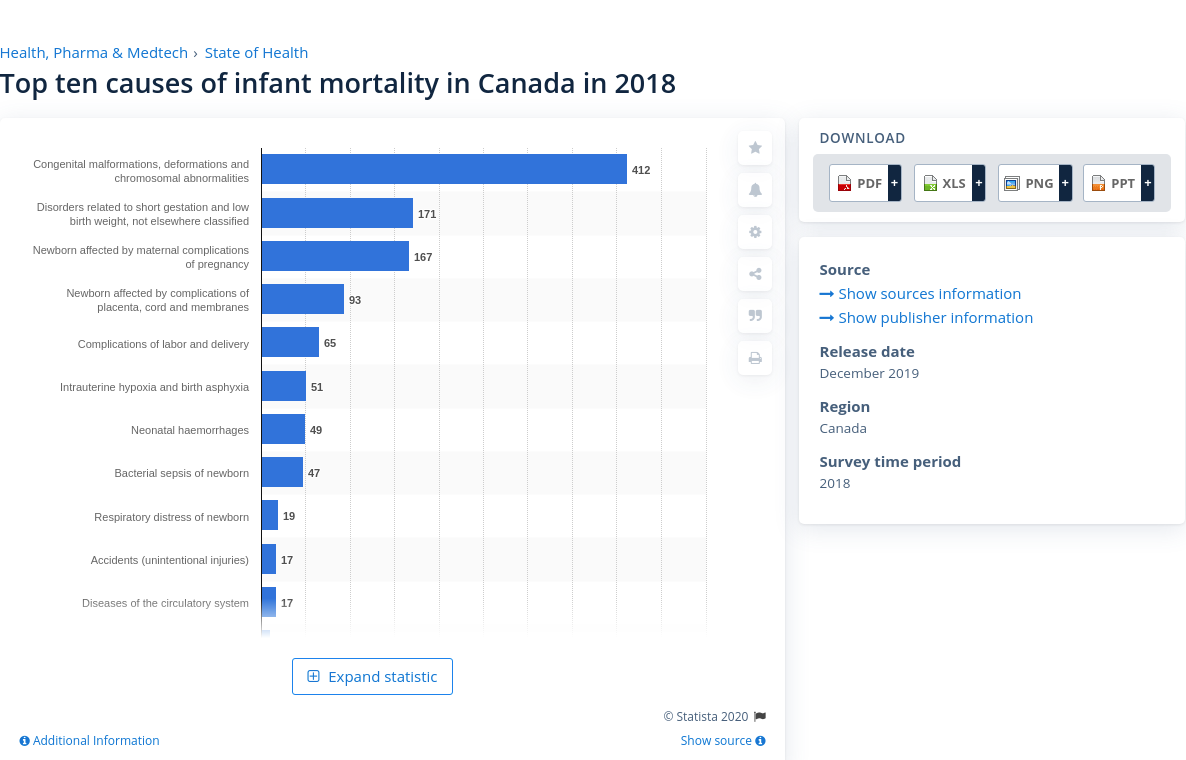 Health, Pharma & Medtech › State of Health
Top ten causes of infant mortality in Canada in 2018
Congenital malformations, deformations and
chromosomal abnormalities
412
Disorders related to short gestation and low
birth weight, not elsewhere classified
171
Newborn affected by maternal complications
of pregnancy
167
Newborn affected by complications of
placenta, cord and membranes
93
Complications of labor and delivery
65
Intrauterine hypoxia and birth asphyxia
51
Neonatal haemorrhages
49
Bacterial sepsis of newborn
47
Respiratory distress of newborn
19
Accidents (unintentional injuries)
17
Diseases of the circulatory system
17
Expand statistic
© Statista 2020
Additional Information
Show source
DOWNLOAD
PDF +
XLS +
PNG +
PPT +
Source
Show sources information
Show publisher information
Release date
December 2019
Region
Canada
Survey time period
2018